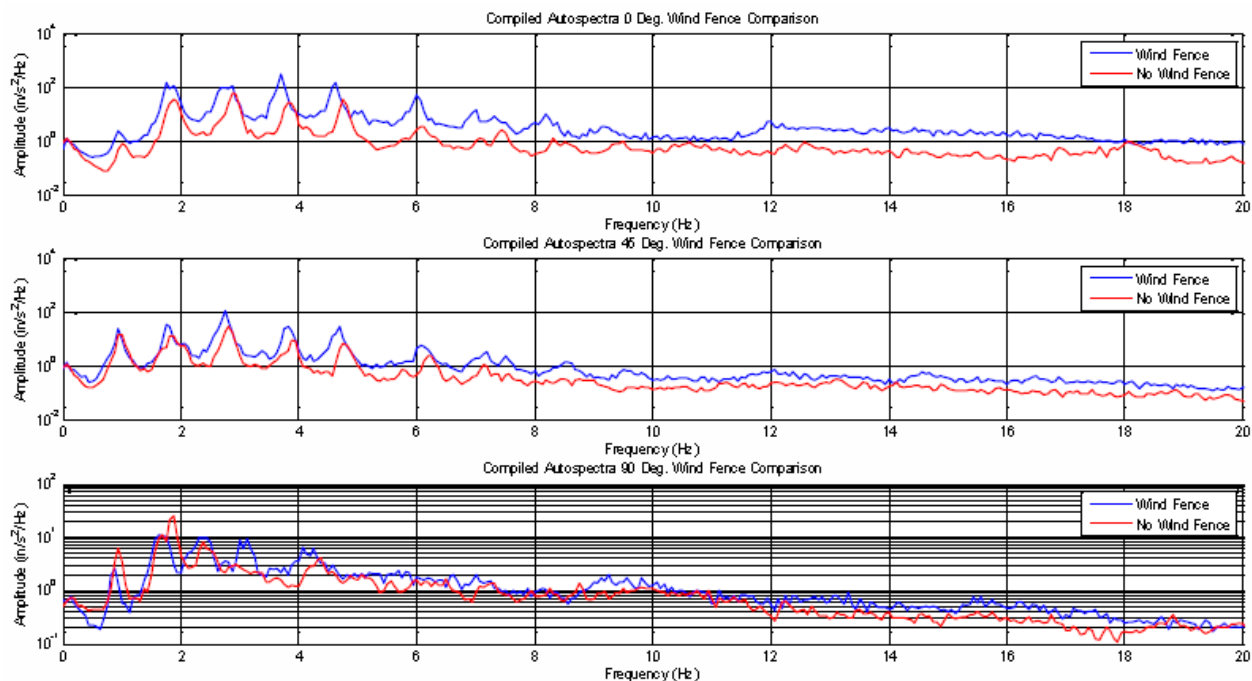 Compiled Autospectra 0 Deg. Wind Fence Comparison
10^4
10^2
10^0
10^-2
Amplitude (in/s^2/Hz)
Wind Fence
No Wind Fence
0 2 4 6 8 10 12 14 16 18 20
Frequency (Hz)
Compiled Autospectra 45 Deg. Wind Fence Comparison
10^4
10^2
10^0
10^-2
Amplitude (in/s^2/Hz)
Wind Fence
No Wind Fence
0 2 4 6 8 10 12 14 16 18 20
Frequency (Hz)
Compiled Autospectra 90 Deg. Wind Fence Comparison
10^2
10^1
10^0
10^-1
Amplitude (in/s^2/Hz)
Wind Fence
No Wind Fence
0 2 4 6 8 10 12 14 16 18 20
Frequency (Hz)